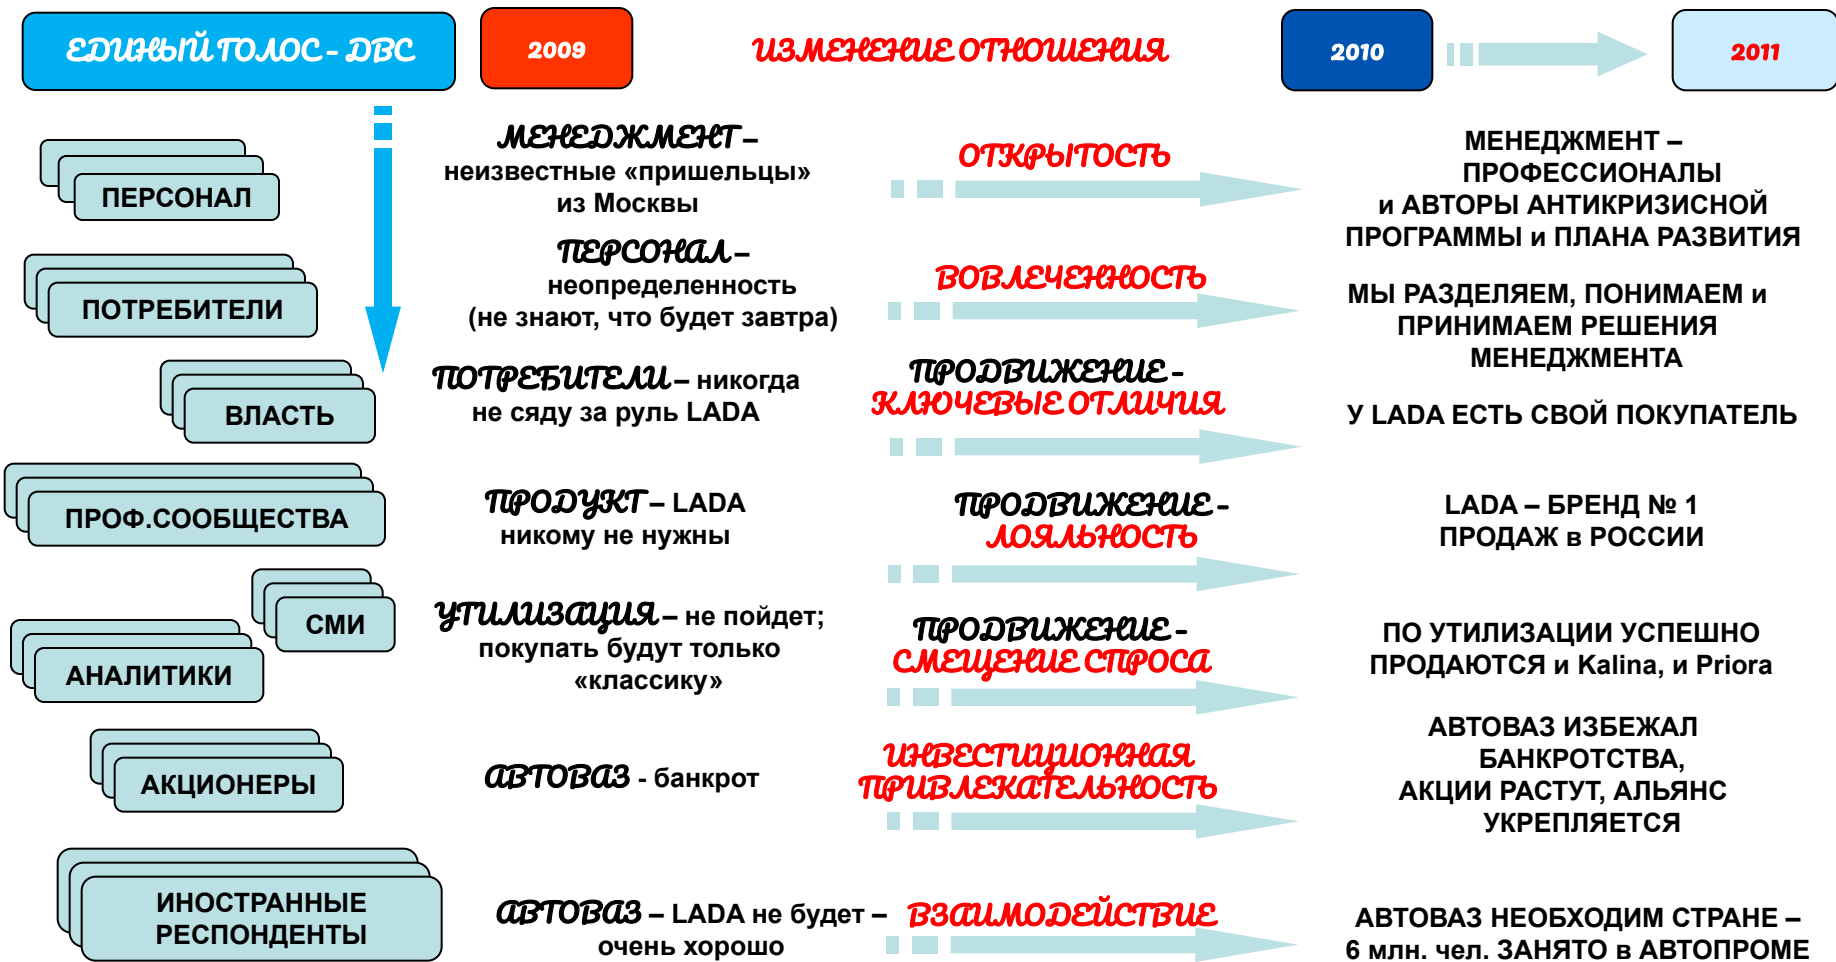 ЕДИНЫЙ ГОЛОС - ДВС
2009
ИЗМЕНЕНИЕ ОТНОШЕНИЯ
2010
2011
ПЕРСОНАЛ
ПОТРЕБИТЕЛИ
ВЛАСТЬ
ПРОФ.СООБЩЕСТВА
СМИ
АНАЛИТИКИ
АКЦИОНЕРЫ
ИНОСТРАННЫЕ
РЕСПОНДЕНТЫ
МЕНЕДЖМЕНТ –
неизвестные «пришельцы»
из Москвы
ОТКРЫТОСТЬ
МЕНЕДЖМЕНТ –
ПРОФЕССИОНАЛЫ
и АВТОРЫ АНТИКРИЗИСНОЙ
ПРОГРАММЫ и ПЛАНА РАЗВИТИЯ
ПЕРСОНАЛ –
неопределенность
(не знают, что будет завтра)
ВОВЛЕЧЕННОСТЬ
МЫ РАЗДЕЛЯЕМ, ПОНИМАЕМ и
ПРИНИМАЕМ РЕШЕНИЯ
МЕНЕДЖМЕНТА
ПОТРЕБИТЕЛИ – никогда
не сяду за руль LADA
ПРОДВИЖЕНИЕ -
КЛЮЧЕВЫЕ ОТЛИЧИЯ
У LADA ЕСТЬ СВОЙ ПОКУПАТЕЛЬ
ПРОДУКТ – LADA
никому не нужны
ПРОДВИЖЕНИЕ -
ЛОЯЛЬНОСТЬ
LADA – БРЕНД № 1
ПРОДАЖ в РОССИИ
УТИЛИЗАЦИЯ – не пойдет;
покупать будут только
«классику»
ПРОДВИЖЕНИЕ -
СМЕЩЕНИЕ СПРОСА
ПО УТИЛИЗАЦИИ УСПЕШНО
ПРОДАЮТСЯ и Kalina, и Priora
АВТОВАЗ - банкрот
ИНВЕСТИЦИОННАЯ
ПРИВЛЕКАТЕЛЬНОСТЬ
АВТОВАЗ ИЗБЕЖАЛ
БАНКРОТСТВА,
АКЦИИ РАСТУТ, АЛЬЯНС
УКРЕПЛЯЕТСЯ
АВТОВАЗ – LADA не будет –
очень хорошо
ВЗАИМОДЕЙСТВИЕ
АВТОВАЗ НЕОБХОДИМ СТРАНЕ –
6 млн. чел. ЗАНЯТО в АВТОПРОМЕ